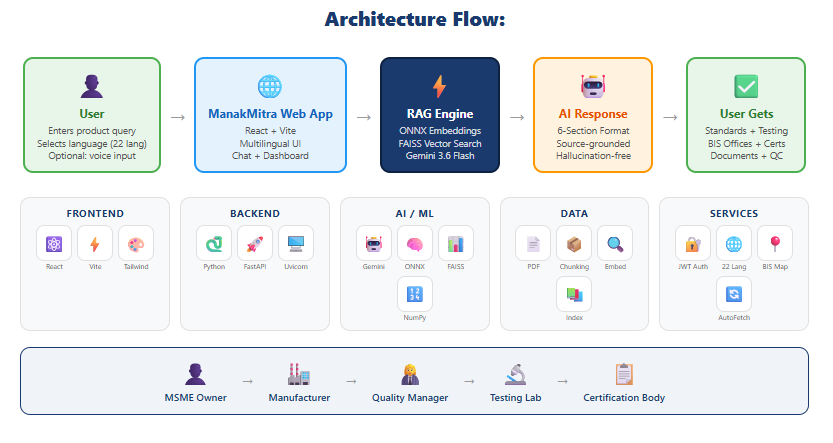 Architecture Flow:
User
Enters product query
Selects language (22 lang)
Optional: voice input
→
ManakMitra Web App
React + Vite
Multilingual UI
Chat + Dashboard
→
RAG Engine
ONNX Embeddings
FAISS Vector Search
Gemini 3.6 Flash
→
AI Response
6-Section Format
Source-grounded
Hallucination-free
→
User Gets
Standards + Testing
BIS Offices + Certs
Documents + QC
FRONTEND
React
Vite
Tailwind
BACKEND
Python
FastAPI
Uvicorn
AI / ML
Gemini
ONNX
FAISS
1234
NumPy
DATA
PDF
Chunking
Embed
Index
SERVICES
JWT Auth
22 Lang
BIS Map
AutoFetch
MSME Owner
→
Manufacturer
→
Quality Manager
→
Testing Lab
→
Certification Body